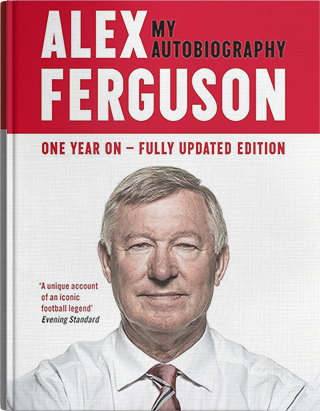 ALEX MY
AUTOBIOGRAPHY
FERGUSON
ONE YEAR ON – FULLY UPDATED EDITION
‘A unique account
of an iconic
football legend’
Evening Standard